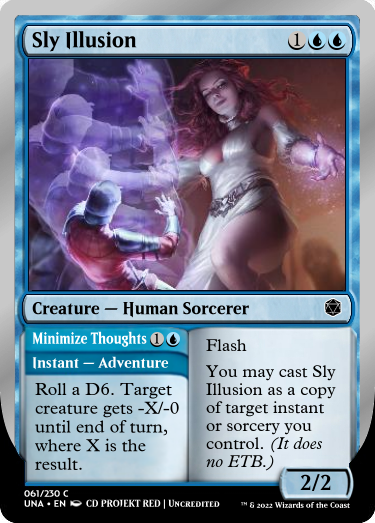 Sly Illusion 1
Creature — Human Sorcerer
Minimize Thoughts 1
Instant — Adventure
Roll a D6. Target
creature gets -X/-0
until end of turn,
where X is the
result.
Flash
You may cast Sly
Illusion as a copy
of target instant
or sorcery you
control. (It does
no ETB.)
2/2
061/230 C
UNA • EN CD PROJEKT RED | Uncredited
™ & 2022 Wizards of the Coast